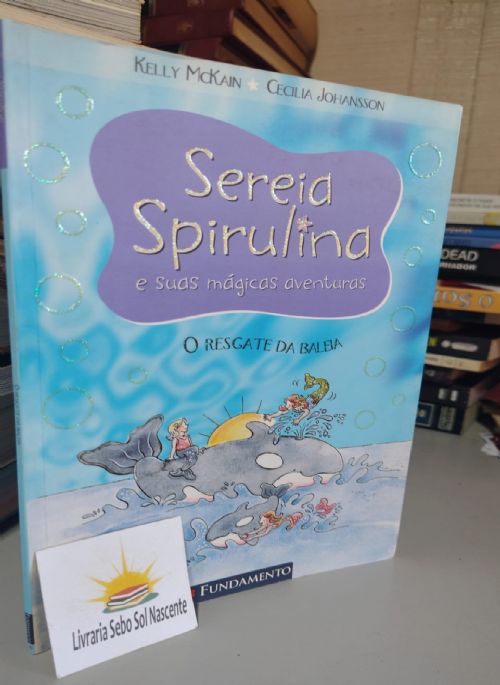 KELLY MCKAIN ★ CECILIA JOHANSSON
Sereia
Spirulina
e suas mágicas aventuras
O RESGATE DA BALEIA
FUNDAMENTO
Livraria Sebo Sol Nascente
DEAD